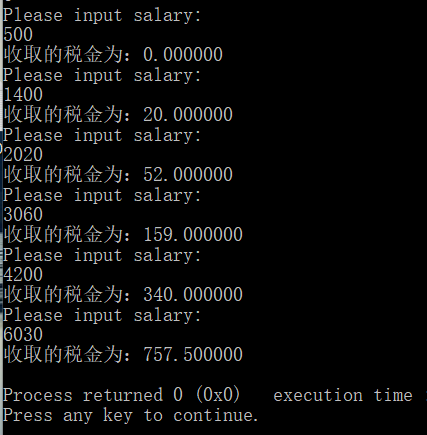 Please input salary:
500
收取的税金为：0.000000
Please input salary:
1400
收取的税金为：20.000000
Please input salary:
2020
收取的税金为：52.000000
Please input salary:
3060
收取的税金为：159.000000
Please input salary:
4200
收取的税金为：340.000000
Please input salary:
6030
收取的税金为：757.500000
Process returned 0 (0x0)   execution time
Press any key to continue.